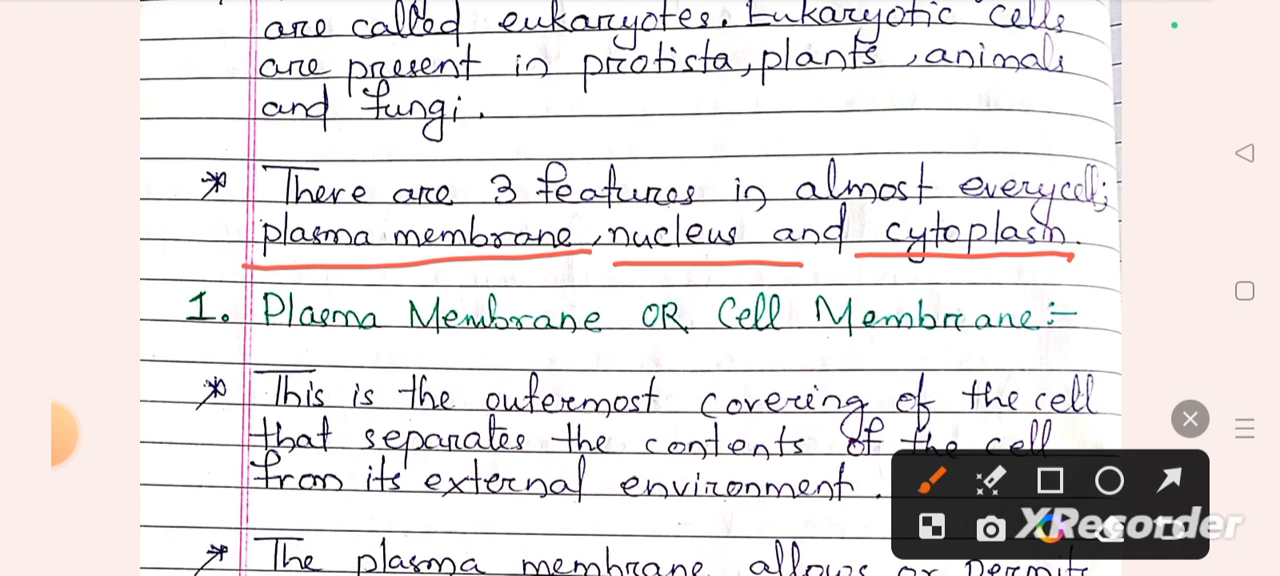 are called eukaryotes. Eukaryotic cells
are present in protista, plants, animals
and fungi.
* There are 3 features in almost everycell;
plasma membrane, nucleus and cytoplasm.
1. Plasma Membrane OR Cell Membrane:-
* This is the outermost covering of the cell
that separates the contents of the cell
from its external environment.
XRecorder
* The plasma membrane allows or permits